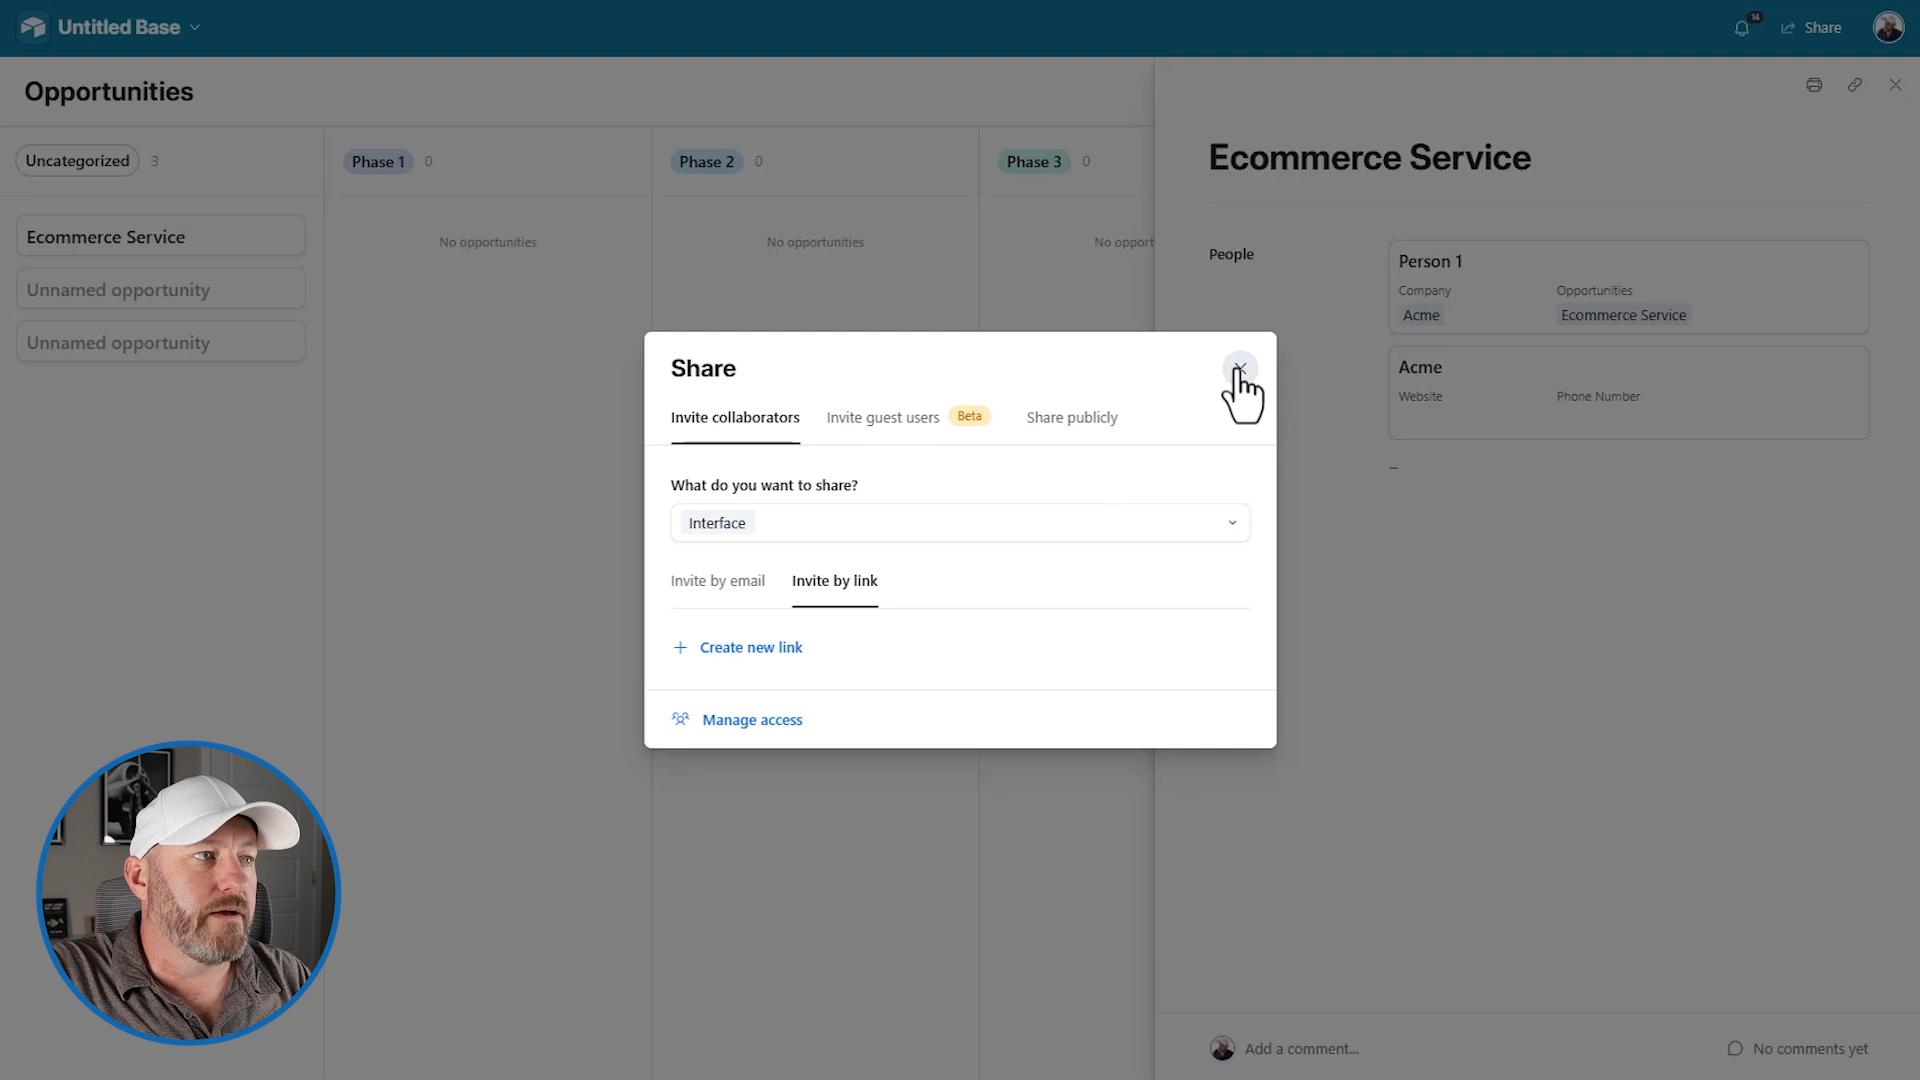 Untitled Base
14
Share
Opportunities
Uncategorized 3
Phase 1 0
Phase 2 0
Phase 3 0
Ecommerce Service
Unnamed opportunity
Unnamed opportunity
No opportunities
No opportunities
No opport
Ecommerce Service
People
Person 1
Company Opportunities
Acme Ecommerce Service
Acme
Website Phone Number
–
Share
Invite collaborators Invite guest users Beta Share publicly
What do you want to share?
Interface
Invite by email Invite by link
+ Create new link
Manage access
Add a comment...
No comments yet